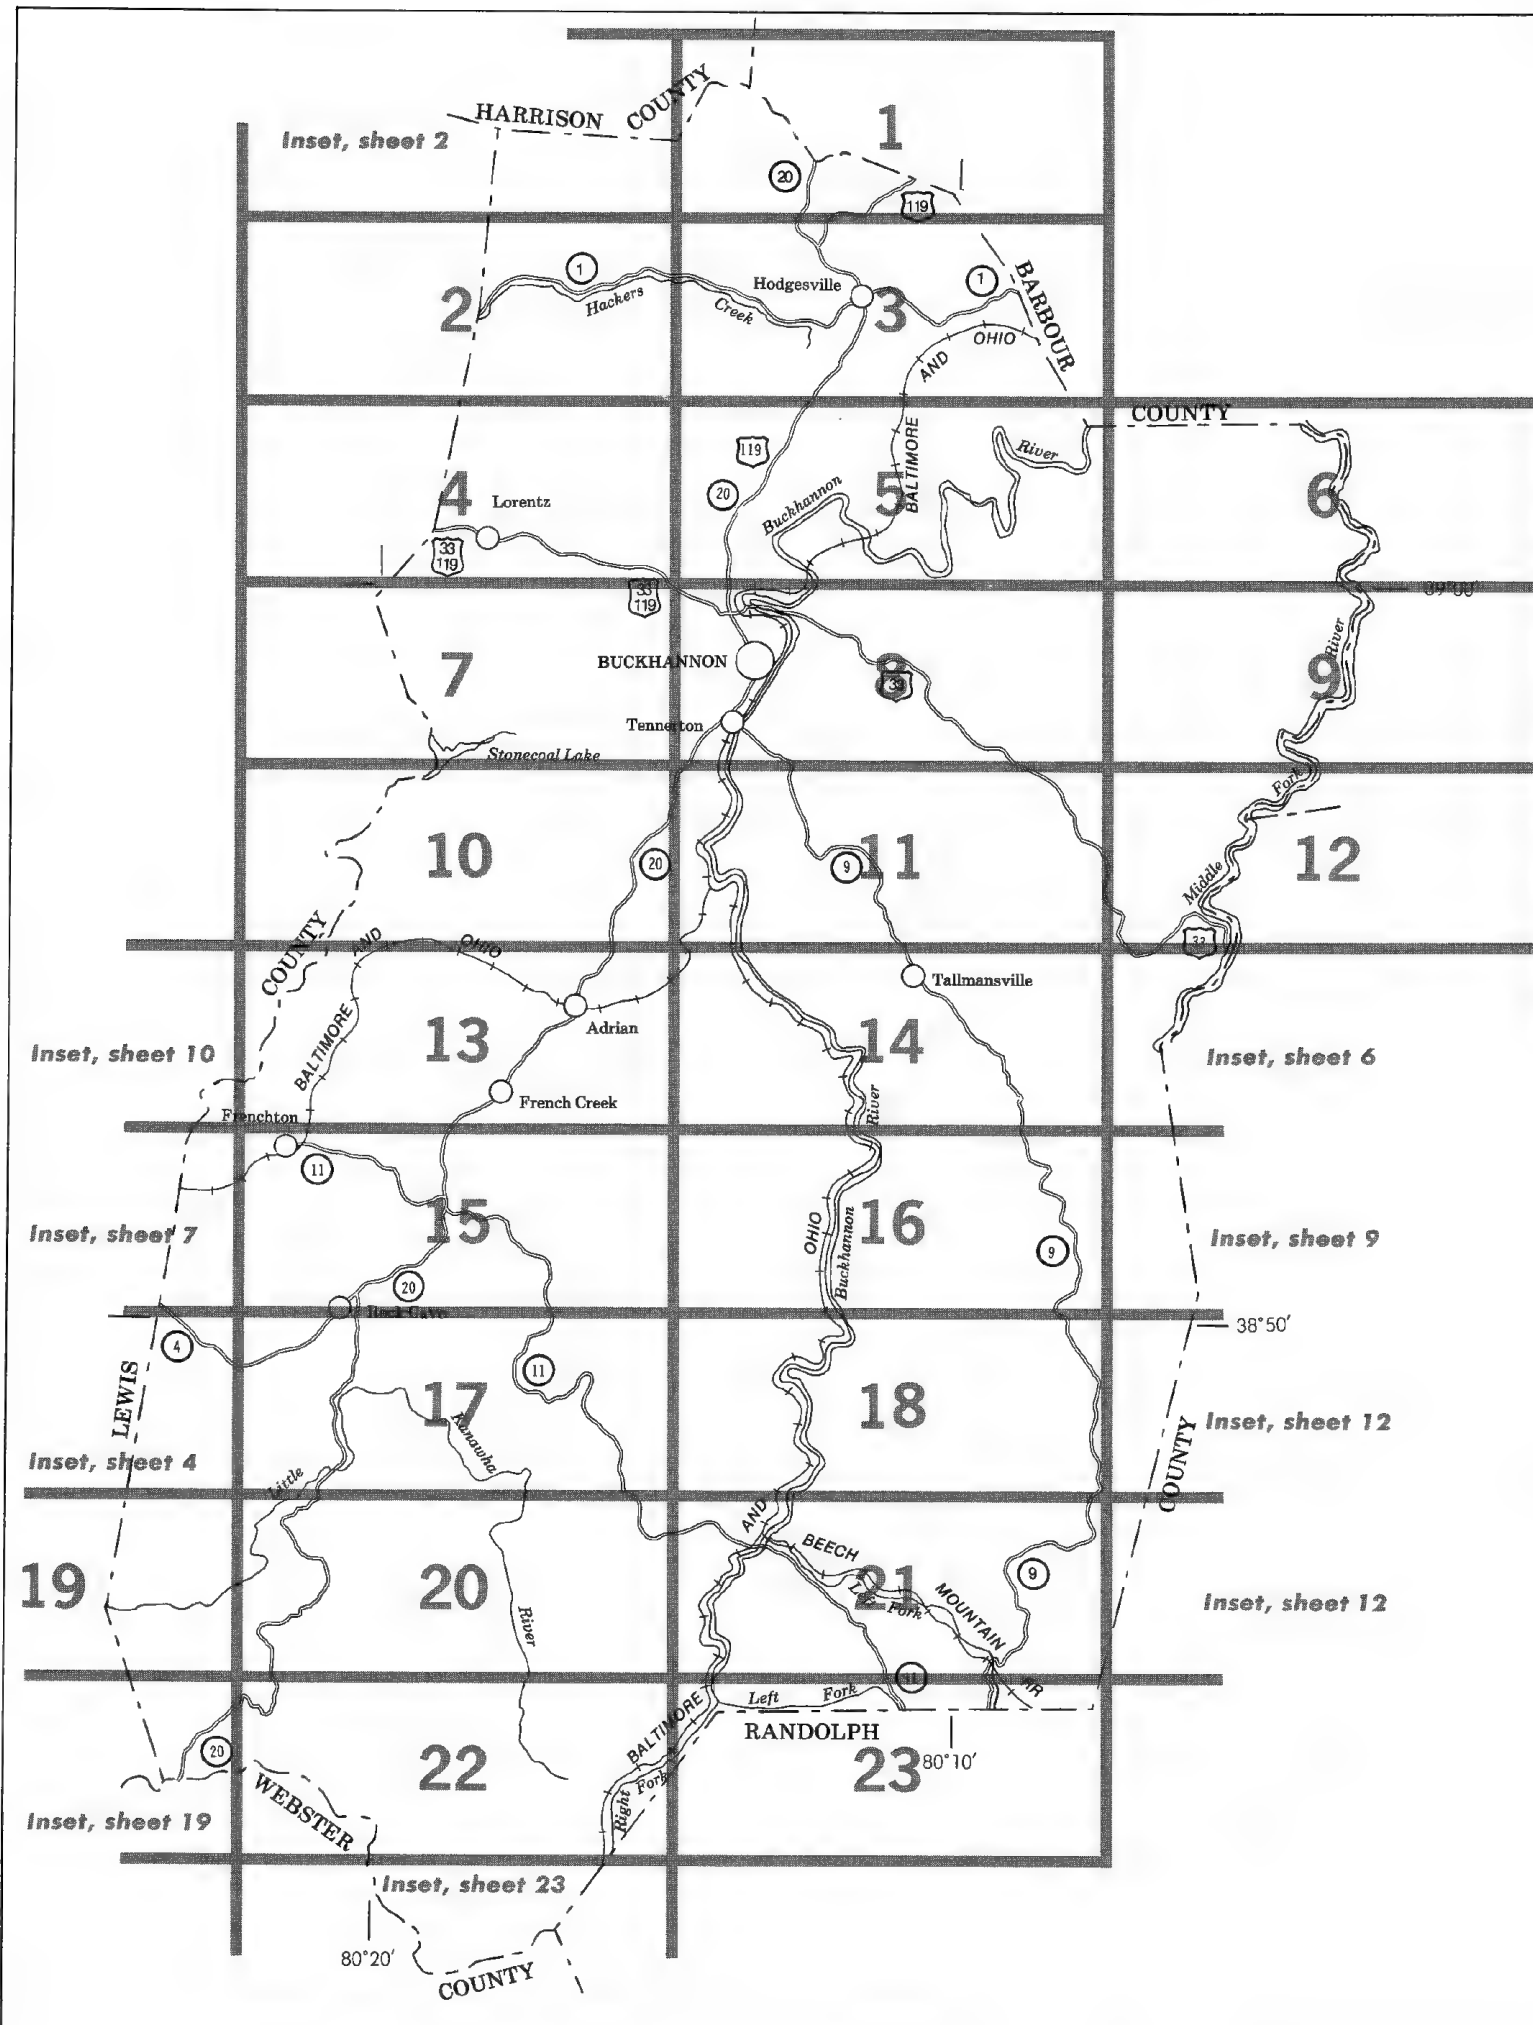 HARRISON COUNTY
1
Inset, sheet 2
20
119
1
BARBOUR
1
Hodgesville
2
Hackers
Creek
3
OHIO
AND
COUNTY
119
BALTIMORE
River
4
Lorentz
20
5
6
Buckhannon
33
119
33
119
River
BUCKHANNON
7
8
33
9
Tennerton
Stonecoal Lake
Fork
10
20
9
11
12
Middle
COUNTY
AND
OHIO
33
Tallmansville
BALTIMORE
13
Adrian
14
Inset, sheet 10
Inset, sheet 6
French Creek
River
Frenchton
11
15
16
Inset, sheet 7
OHIO
Buckhannon
9
Inset, sheet 9
20
Rock Cave
38°50'
4
11
LEWIS
17
18
Inset, sheet 12
Kanawha
COUNTY
Inset, sheet 4
Little
AND
BEECH
19
20
21
9
Left
Fork
MOUNTAIN
Inset, sheet 12
River
11
RR
Left
Fork
BALTIMORE
RANDOLPH
20
22
23
80°10'
WEBSTER
Fork
Right
Inset, sheet 19
Inset, sheet 23
80°20'
COUNTY